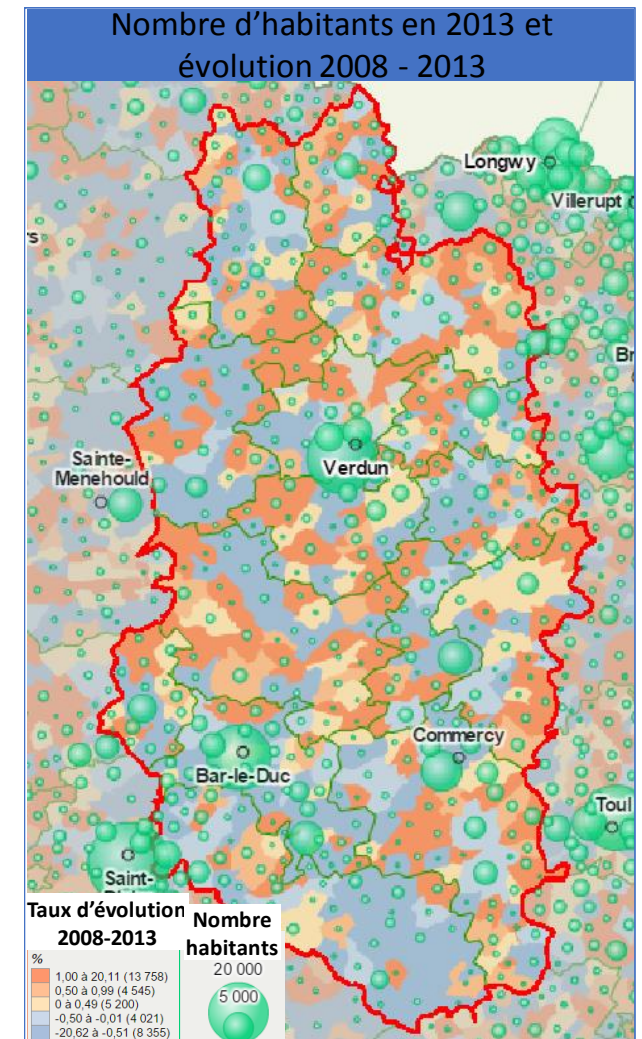 Nombre d'habitants en 2013 et
évolution 2008 - 2013
Longwy
Villerupt
rs
Br
Sainte-
Menehould
Verdun
Commercy
Bar-le-Duc
Toul
Saint-
Taux d'évolution
2008-2013
%
1,00 à 20,11 (13 758)
0,50 à 0,99 (4 545)
0 à 0,49 (5 200)
-0,50 à -0,01 (4 021)
-20,62 à -0,51 (8 355)
Nombre
habitants
20 000
5 000